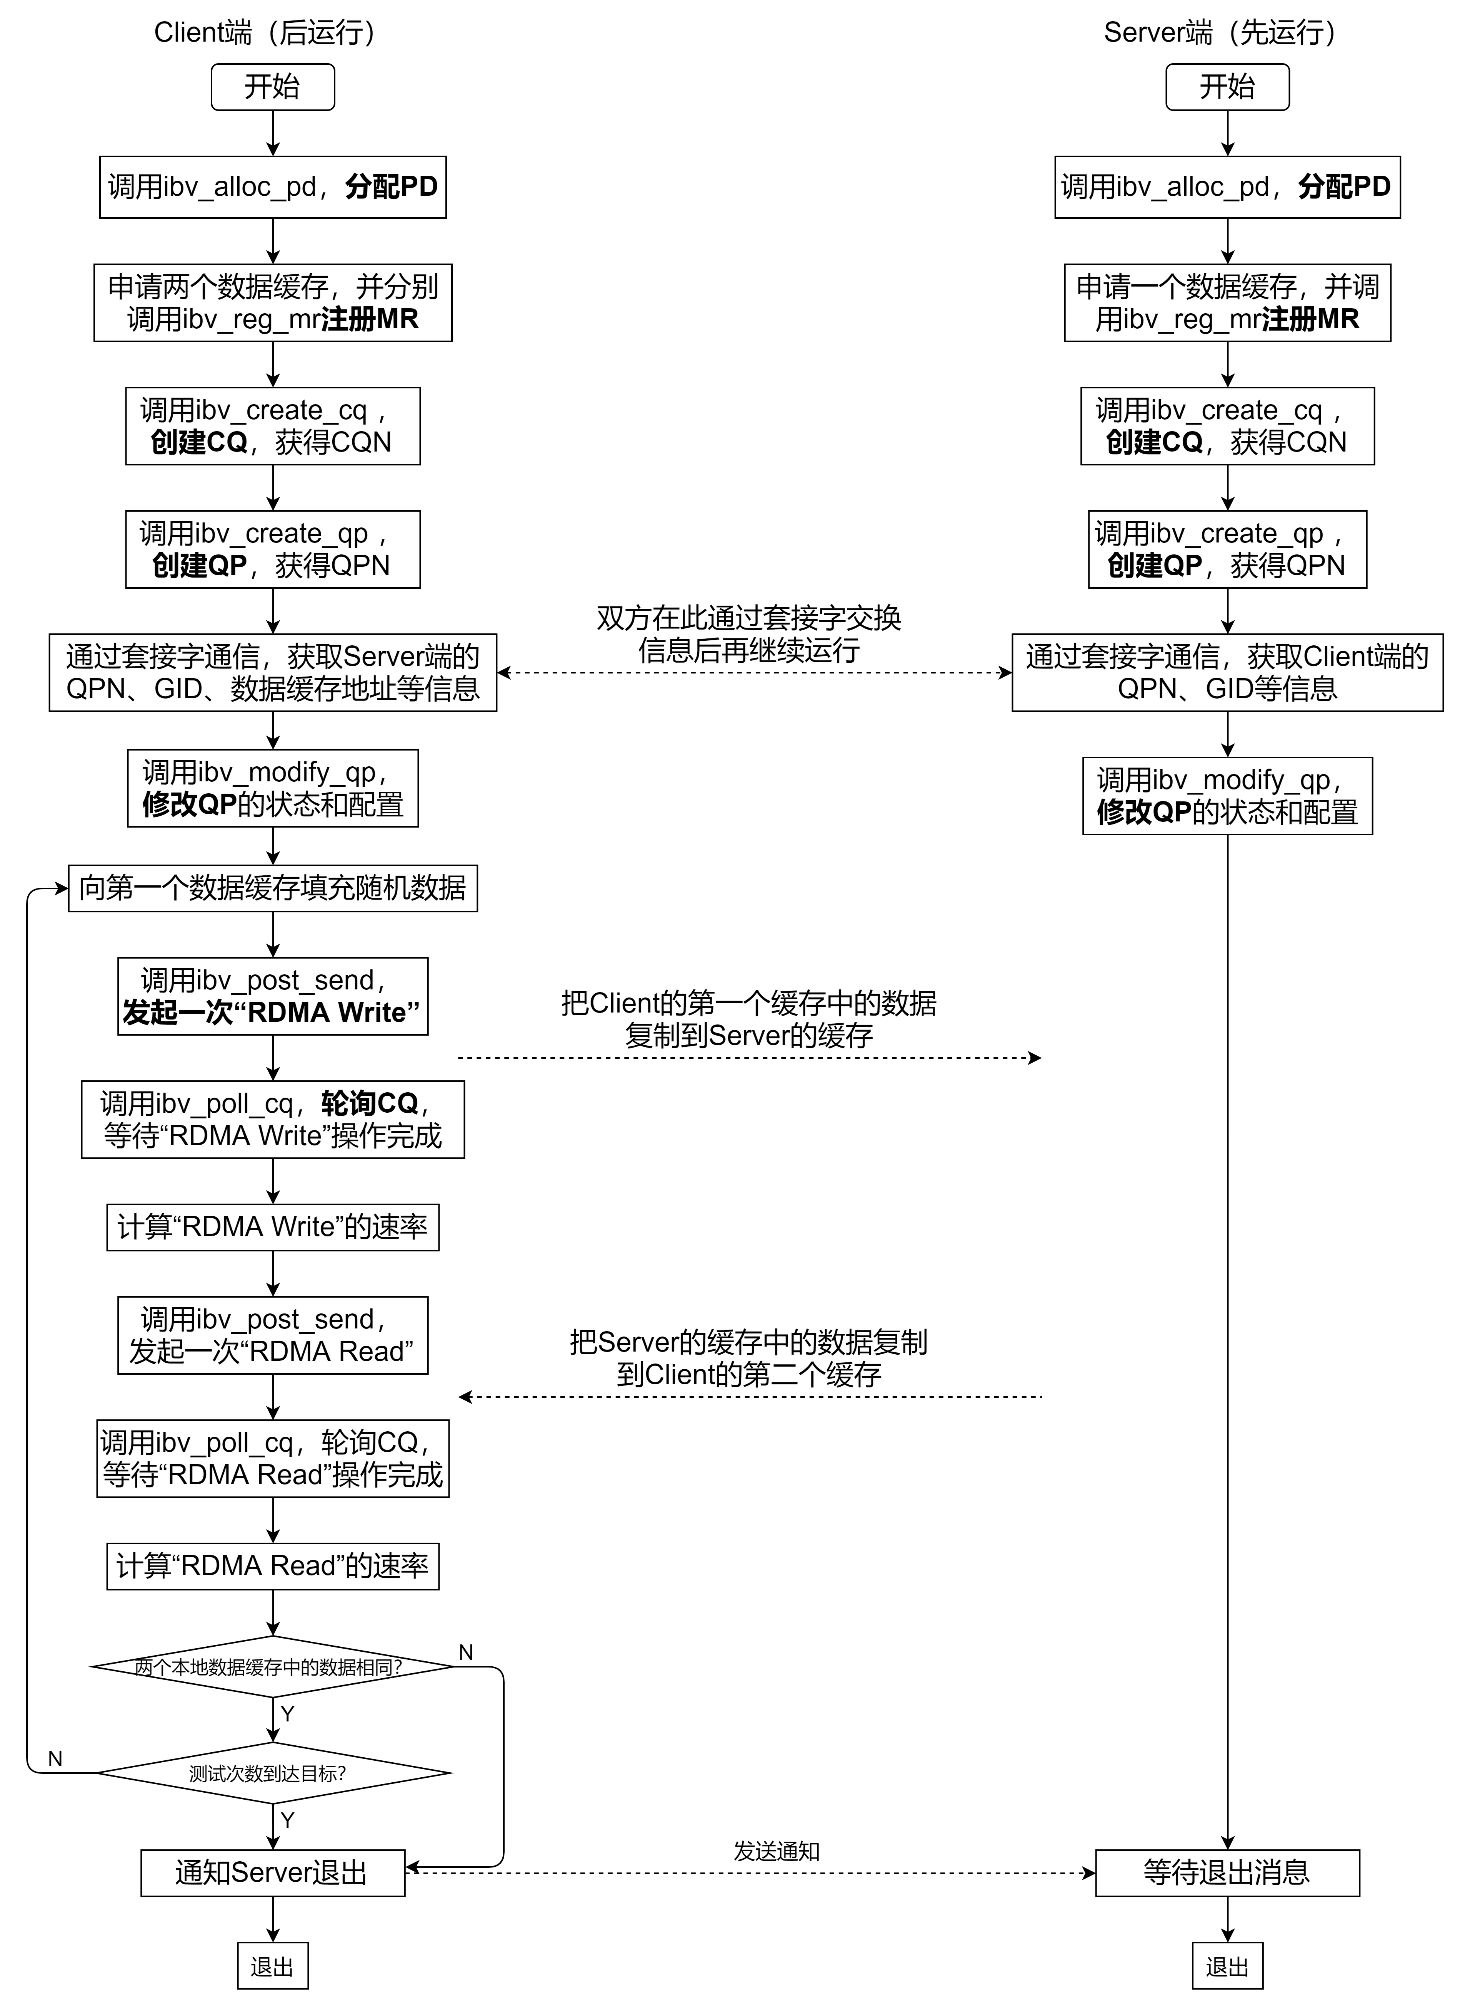 Client端（后运行）
开始
调用ibv_alloc_pd，分配PD
申请两个数据缓存，并分别
调用ibv_reg_mr注册MR
调用ibv_create_cq ，
创建CQ，获得CQN
调用ibv_create_qp ，
创建QP，获得QPN
通过套接字通信，获取Server端的
QPN、GID、数据缓存地址等信息
调用ibv_modify_qp，
修改QP的状态和配置
向第一个数据缓存填充随机数据
调用ibv_post_send，
发起一次“RDMA Write”
调用ibv_poll_cq，轮询CQ，
等待“RDMA Write”操作完成
计算“RDMA Write”的速率
调用ibv_post_send，
发起一次“RDMA Read”
调用ibv_poll_cq，轮询CQ，
等待“RDMA Read”操作完成
计算“RDMA Read”的速率
两个本地数据缓存中的数据相同？
N
Y
测试次数到达目标？
N
Y
通知Server退出
退出
双方在此通过套接字交换
信息后再继续运行
把Client的第一个缓存中的数据
复制到Server的缓存
把Server的缓存中的数据复制
到Client的第二个缓存
发送通知
Server端（先运行）
开始
调用ibv_alloc_pd，分配PD
申请一个数据缓存，并调
用ibv_reg_mr注册MR
调用ibv_create_cq ，
创建CQ，获得CQN
调用ibv_create_qp ，
创建QP，获得QPN
通过套接字通信，获取Client端的
QPN、GID等信息
调用ibv_modify_qp，
修改QP的状态和配置
等待退出消息
退出